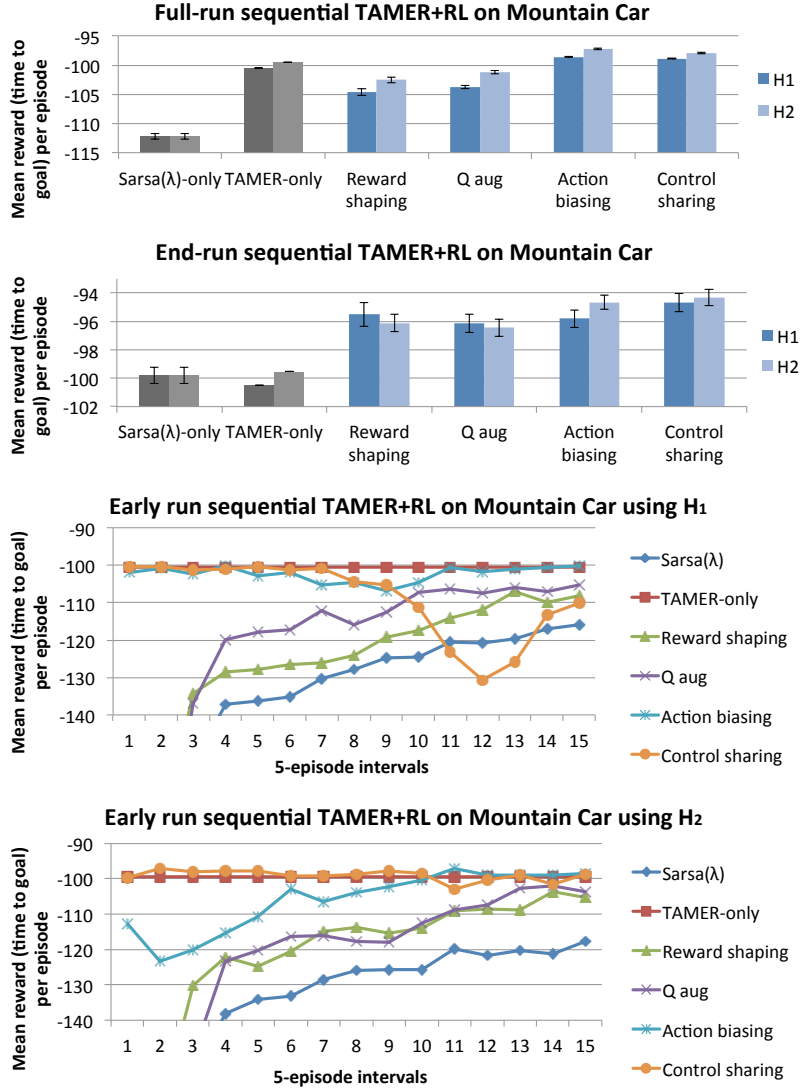 Full-run sequential TAMER+RL on Mountain Car
Mean reward (time to
goal) per episode
-95
-100
-105
-110
-115
Sarsa(λ)-only
TAMER-only
Reward
shaping
Q aug
Action
biasing
Control
sharing
H1
H2
End-run sequential TAMER+RL on Mountain Car
Mean reward (time to
goal) per episode
-94
-96
-98
-100
-102
Sarsa(λ)-only
TAMER-only
Reward
shaping
Q aug
Action
biasing
Control
sharing
H1
H2
Early run sequential TAMER+RL on Mountain Car using H1
Mean reward (time to goal)
per episode
-90
-100
-110
-120
-130
-140
1 2 3 4 5 6 7 8 9 10 11 12 13 14 15
5-episode intervals
Sarsa(λ)
TAMER-only
Reward shaping
Q aug
Action biasing
Control sharing
Early run sequential TAMER+RL on Mountain Car using H2
Mean reward (time to goal)
per episode
-90
-100
-110
-120
-130
-140
1 2 3 4 5 6 7 8 9 10 11 12 13 14 15
5-episode intervals
Sarsa(λ)
TAMER-only
Reward shaping
Q aug
Action biasing
Control sharing